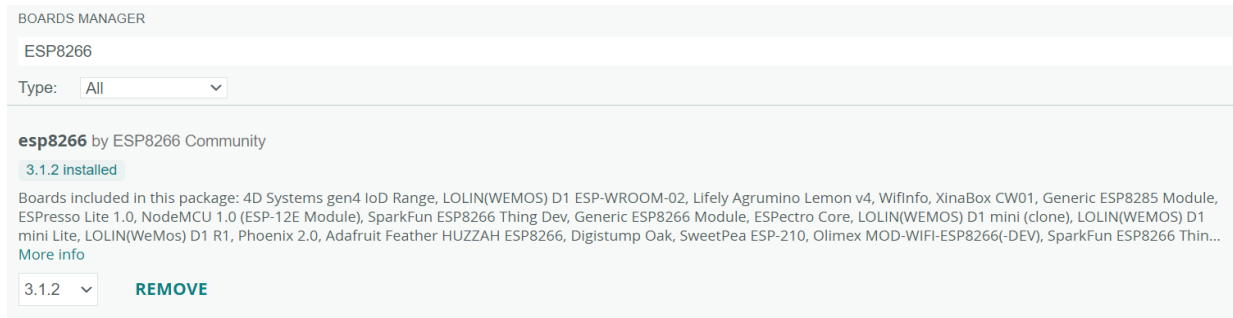 BOARDS MANAGER
ESP8266
Type: All
esp8266 by ESP8266 Community
3.1.2 installed
Boards included in this package: 4D Systems gen4 IoD Range, LOLIN(WEMOS) D1 ESP-WROOM-02, Lifely Agrumino Lemon v4, WifInfo, XinaBox CW01, Generic ESP8285 Module,
ESPresso Lite 1.0, NodeMCU 1.0 (ESP-12E Module), SparkFun ESP8266 Thing Dev, Generic ESP8266 Module, ESPectro Core, LOLIN(WEMOS) D1 mini (clone), LOLIN(WEMOS) D1
mini Lite, LOLIN(WeMos) D1 R1, Phoenix 2.0, Adafruit Feather HUZZAH ESP8266, Digistump Oak, SweetPea ESP-210, Olimex MOD-WIFI-ESP8266(-DEV), SparkFun ESP8266 Thin...
More info
3.1.2 REMOVE